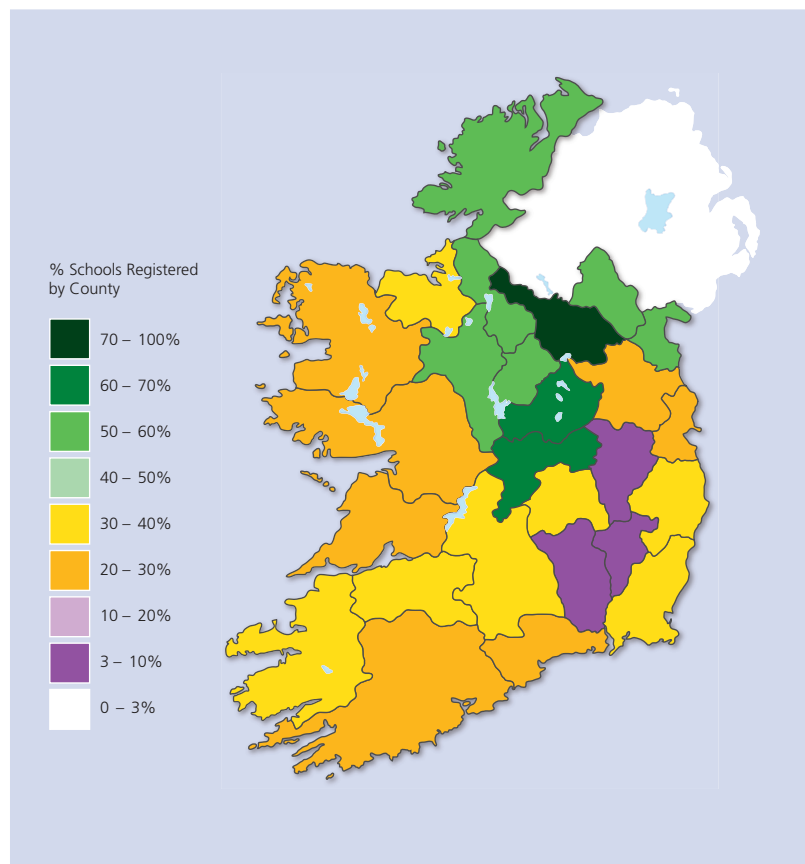 % Schools Registered
by County
70 – 100%
60 – 70%
50 – 60%
40 – 50%
30 – 40%
20 – 30%
10 – 20%
3 – 10%
0 – 3%